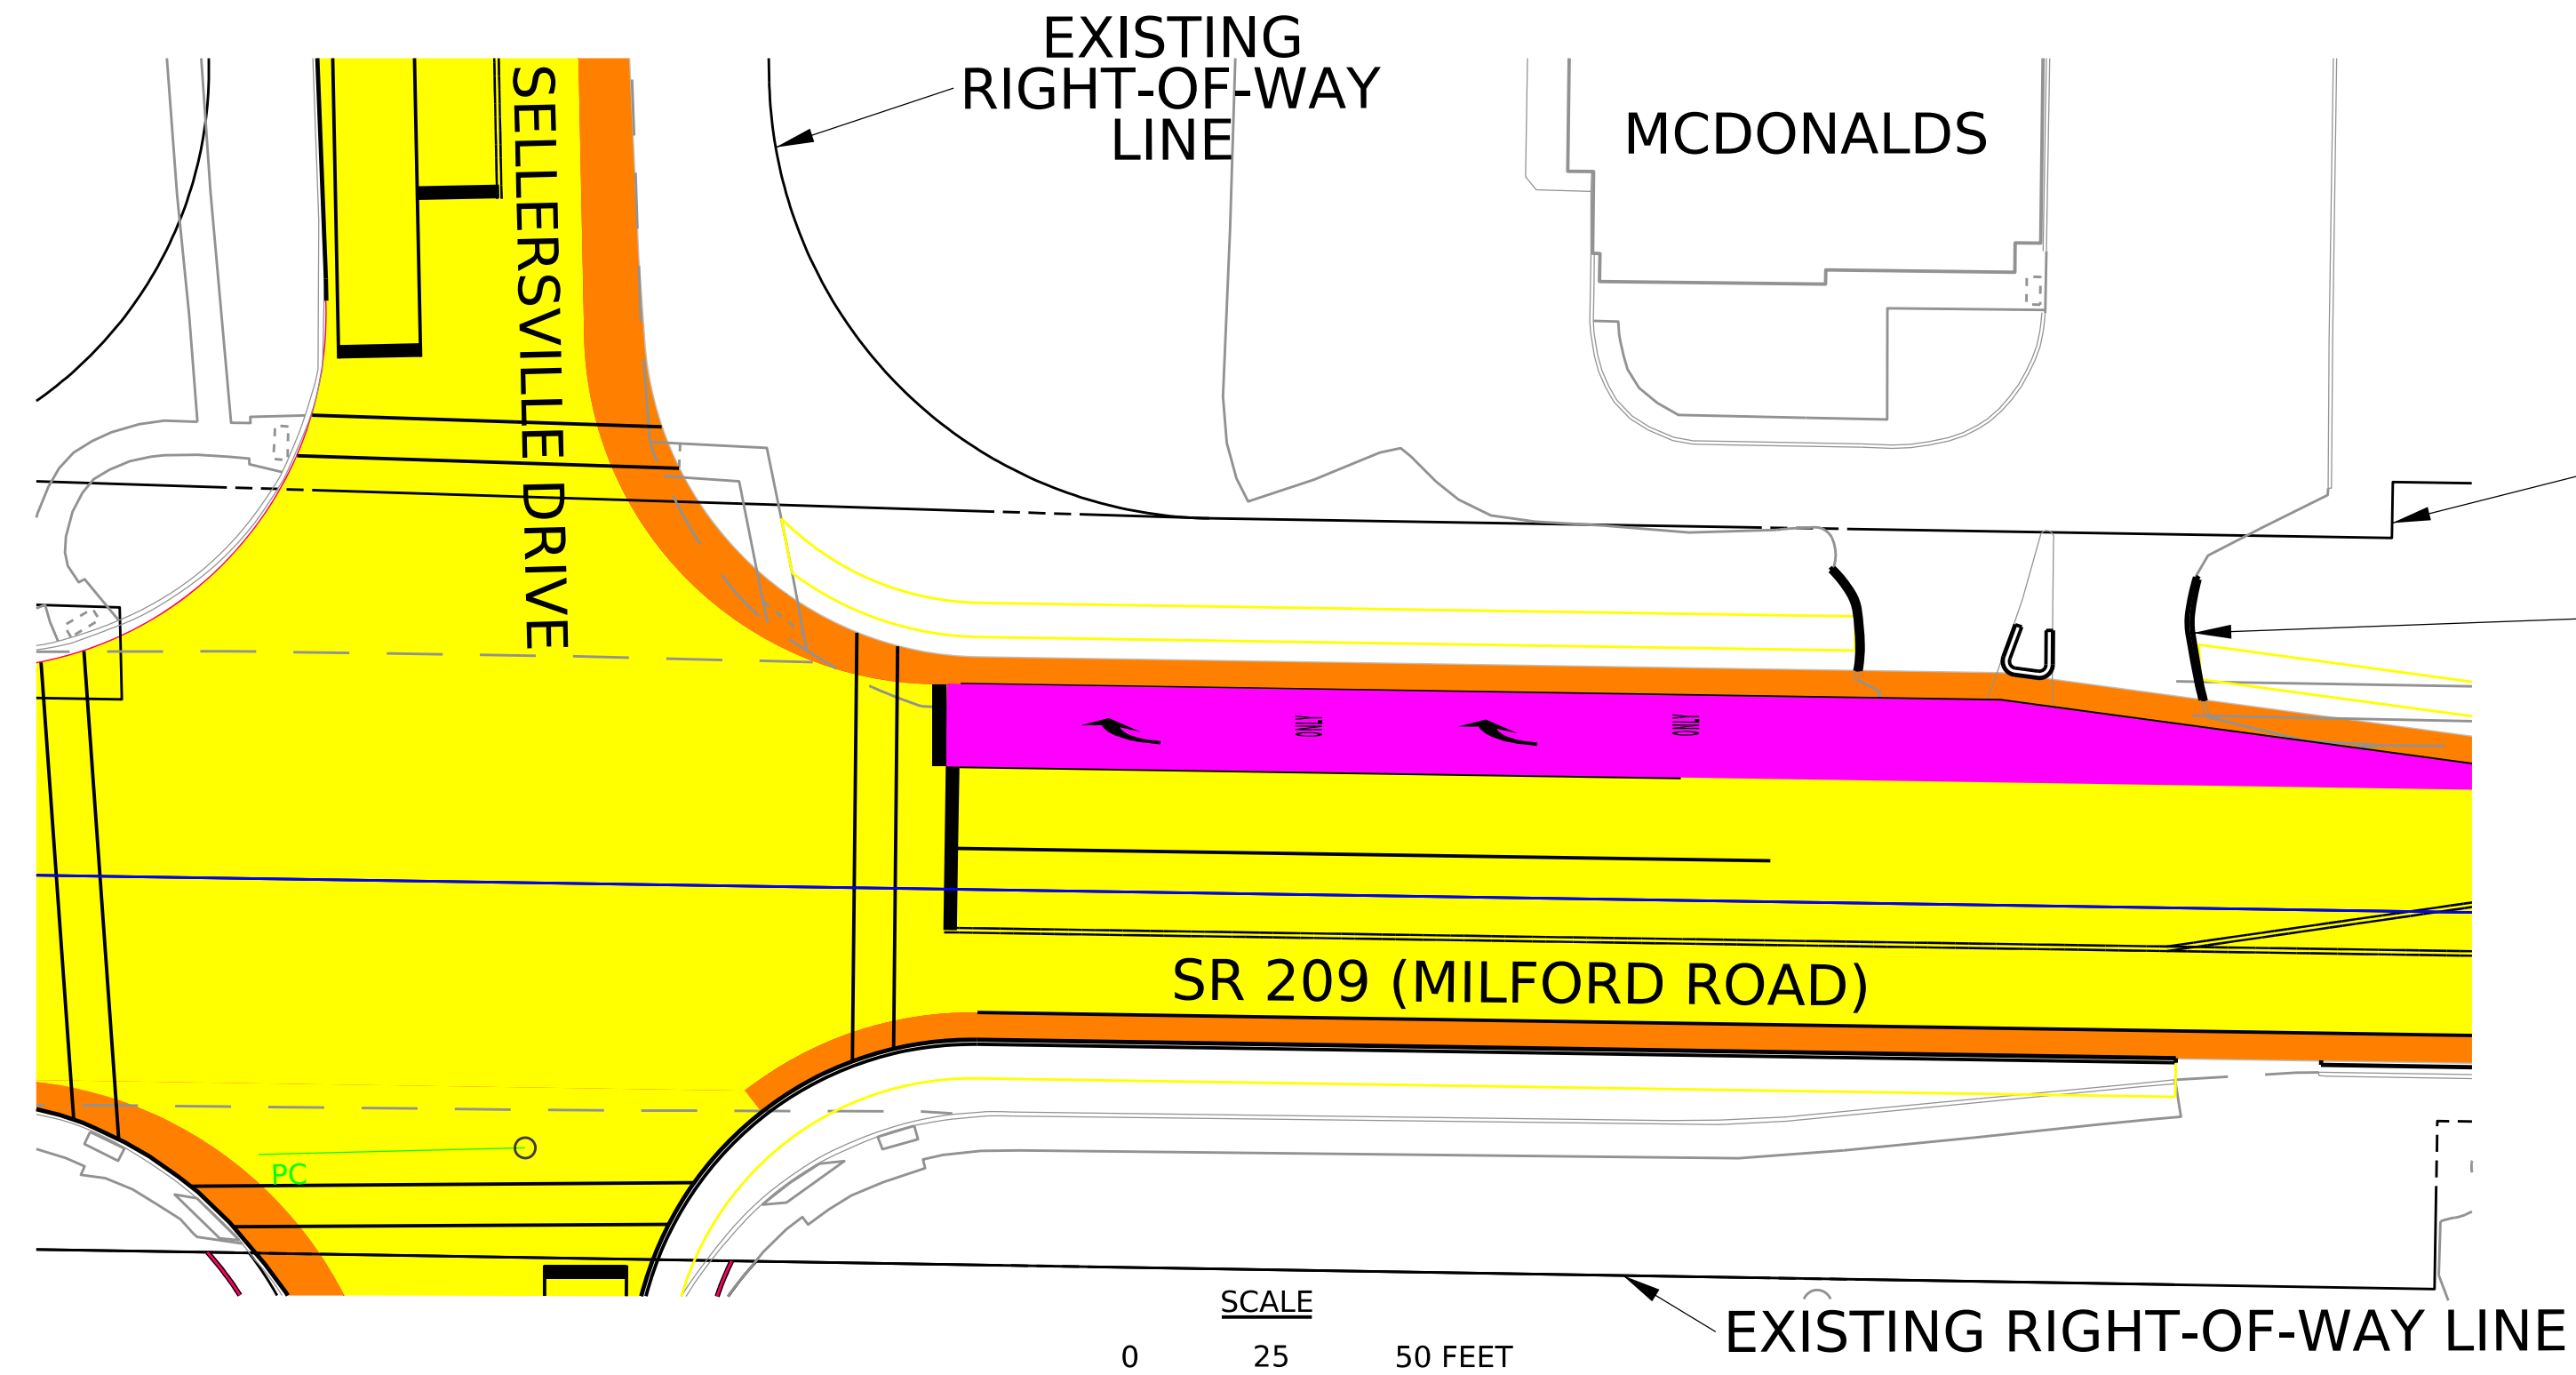 EXISTING
RIGHT-OF-WAY
LINE
MCDONALDS
SELLERSVILLE DRIVE
ONLY
ONLY
SR 209 (MILFORD ROAD)
PC
SCALE
0 25 50 FEET
EXISTING RIGHT-OF-WAY LINE